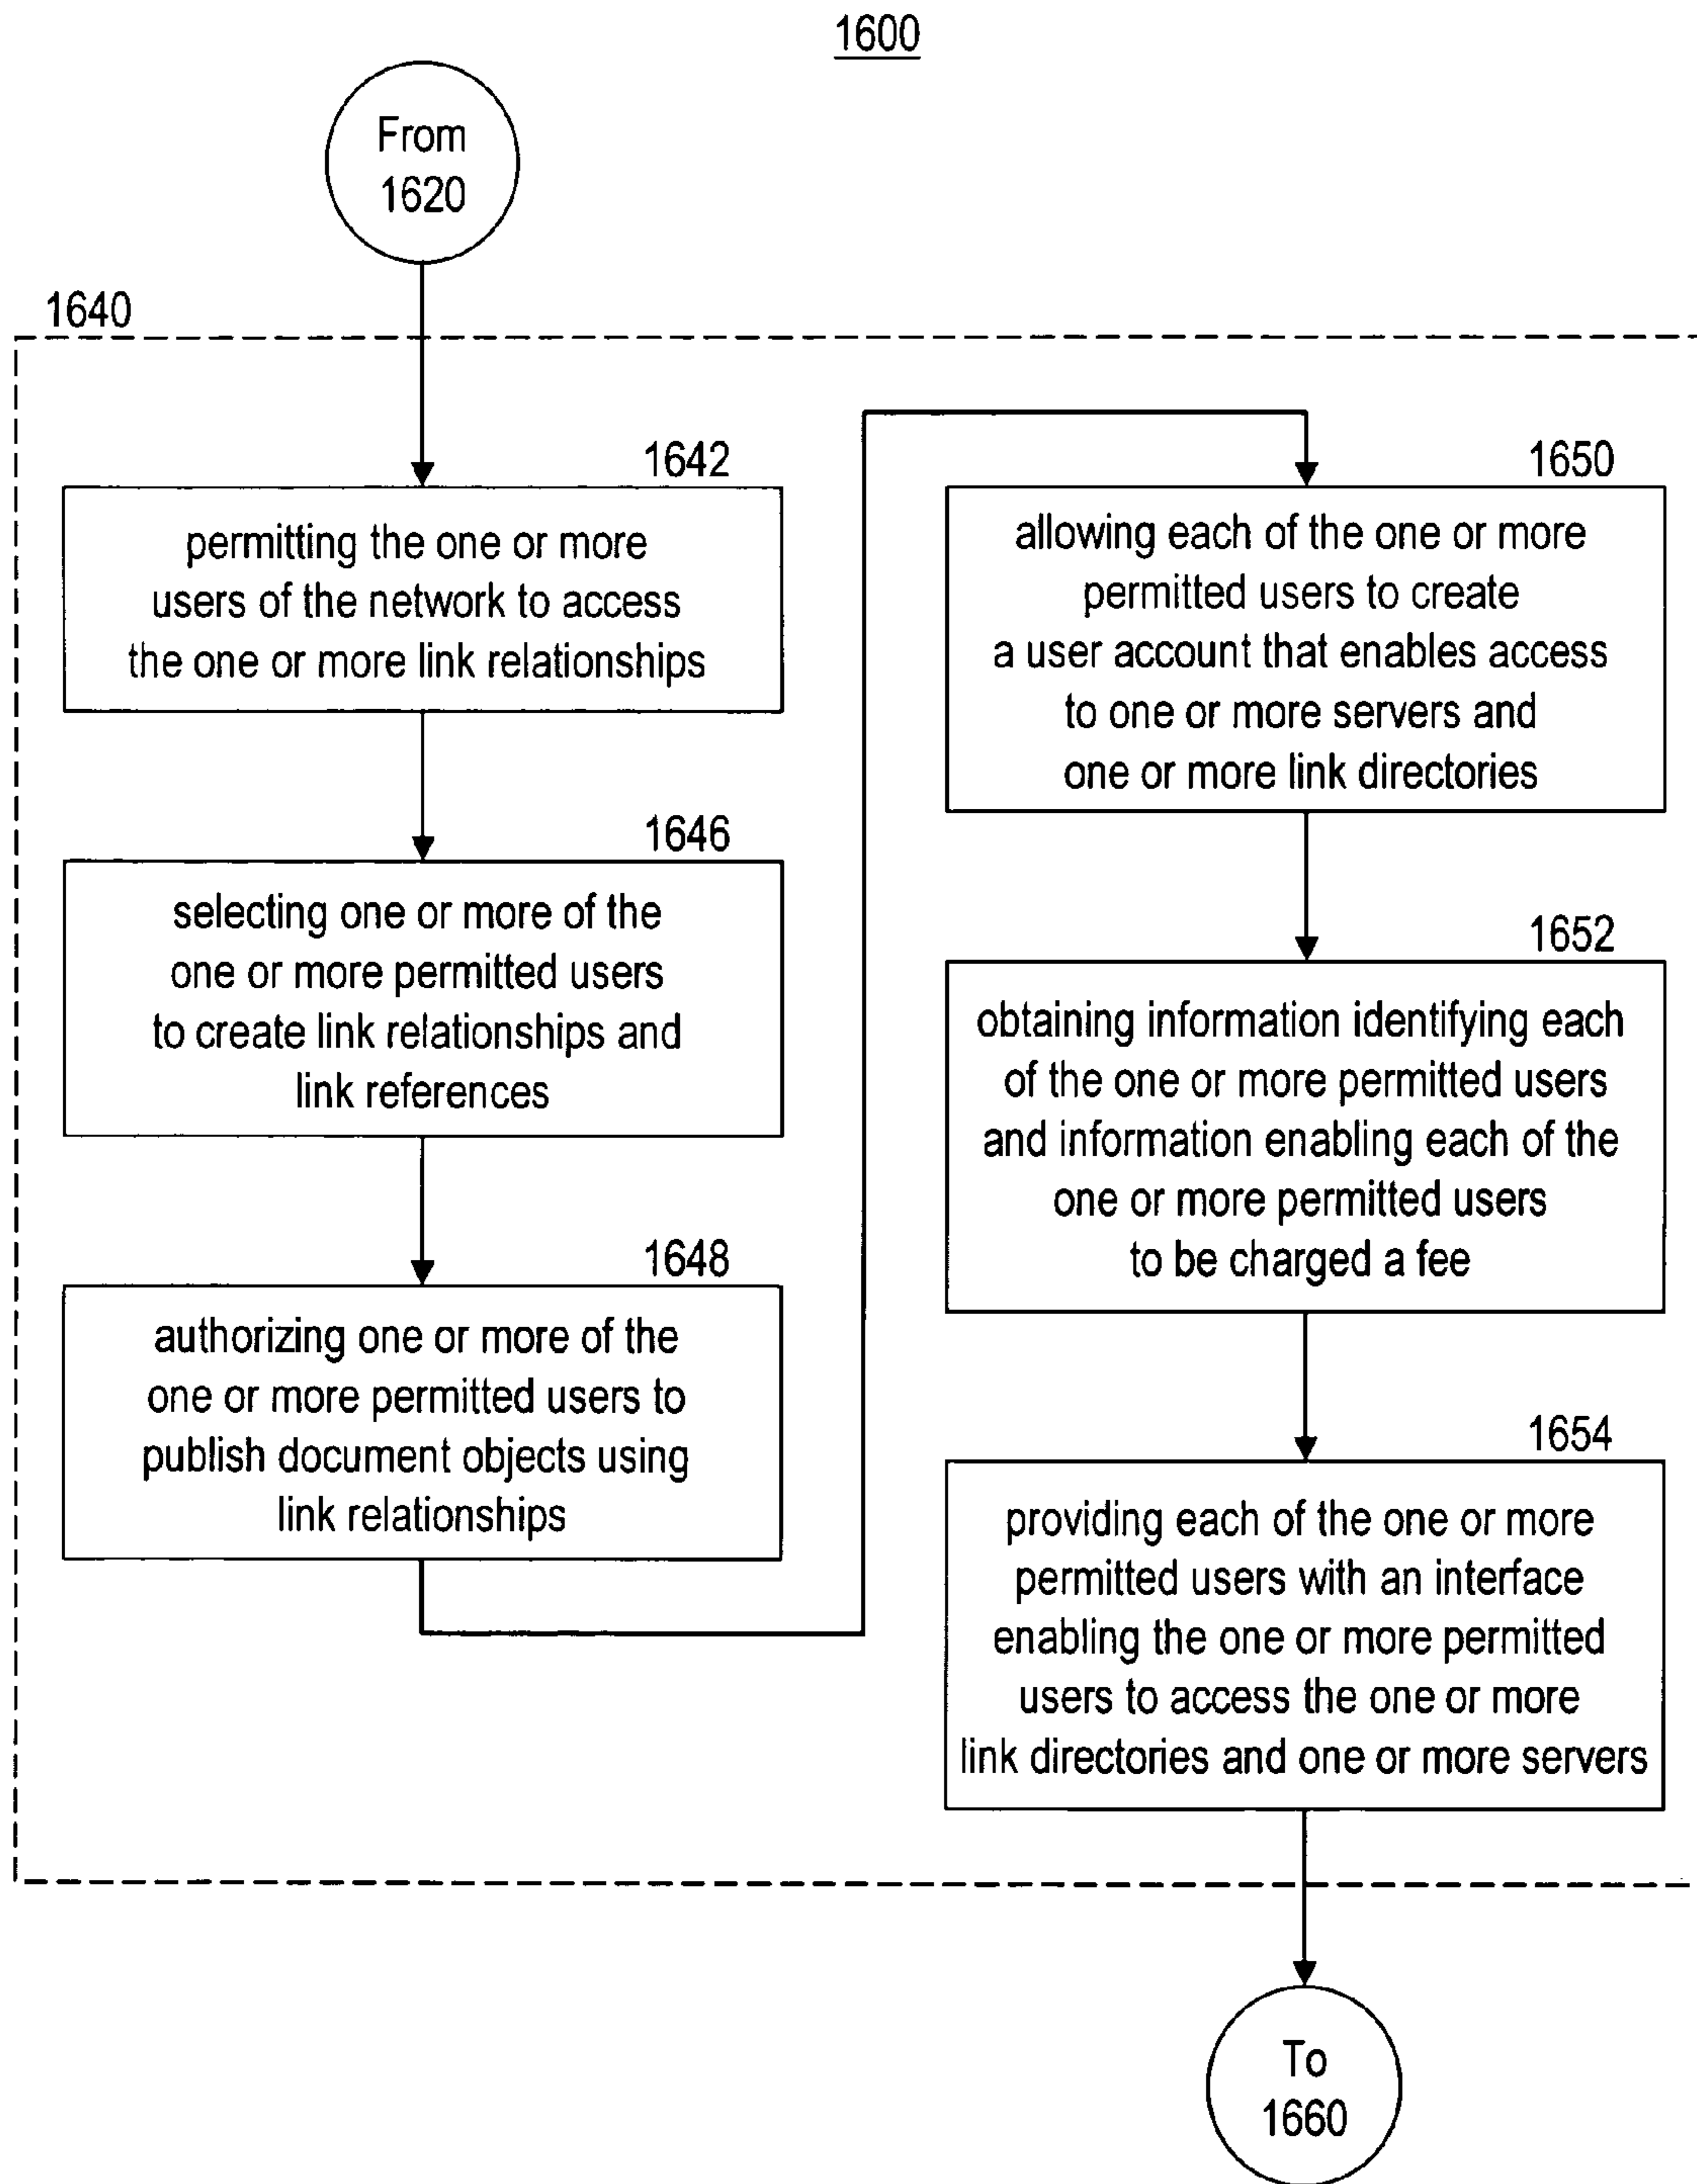 1600
From
1620
1640
1642
permitting the one or more
users of the network to access
the one or more link relationships
1646
selecting one or more of the
one or more permitted users
to create link relationships and
link references
1648
authorizing one or more of the
one or more permitted users to
publish document objects using
link relationships
1650
allowing each of the one or more
permitted users to create
a user account that enables access
to one or more servers and
one or more link directories
1652
obtaining information identifying each
of the one or more permitted users
and information enabling each of the
one or more permitted users
to be charged a fee
1654
providing each of the one or more
permitted users with an interface
enabling the one or more permitted
users to access the one or more
link directories and one or more servers
To
1660